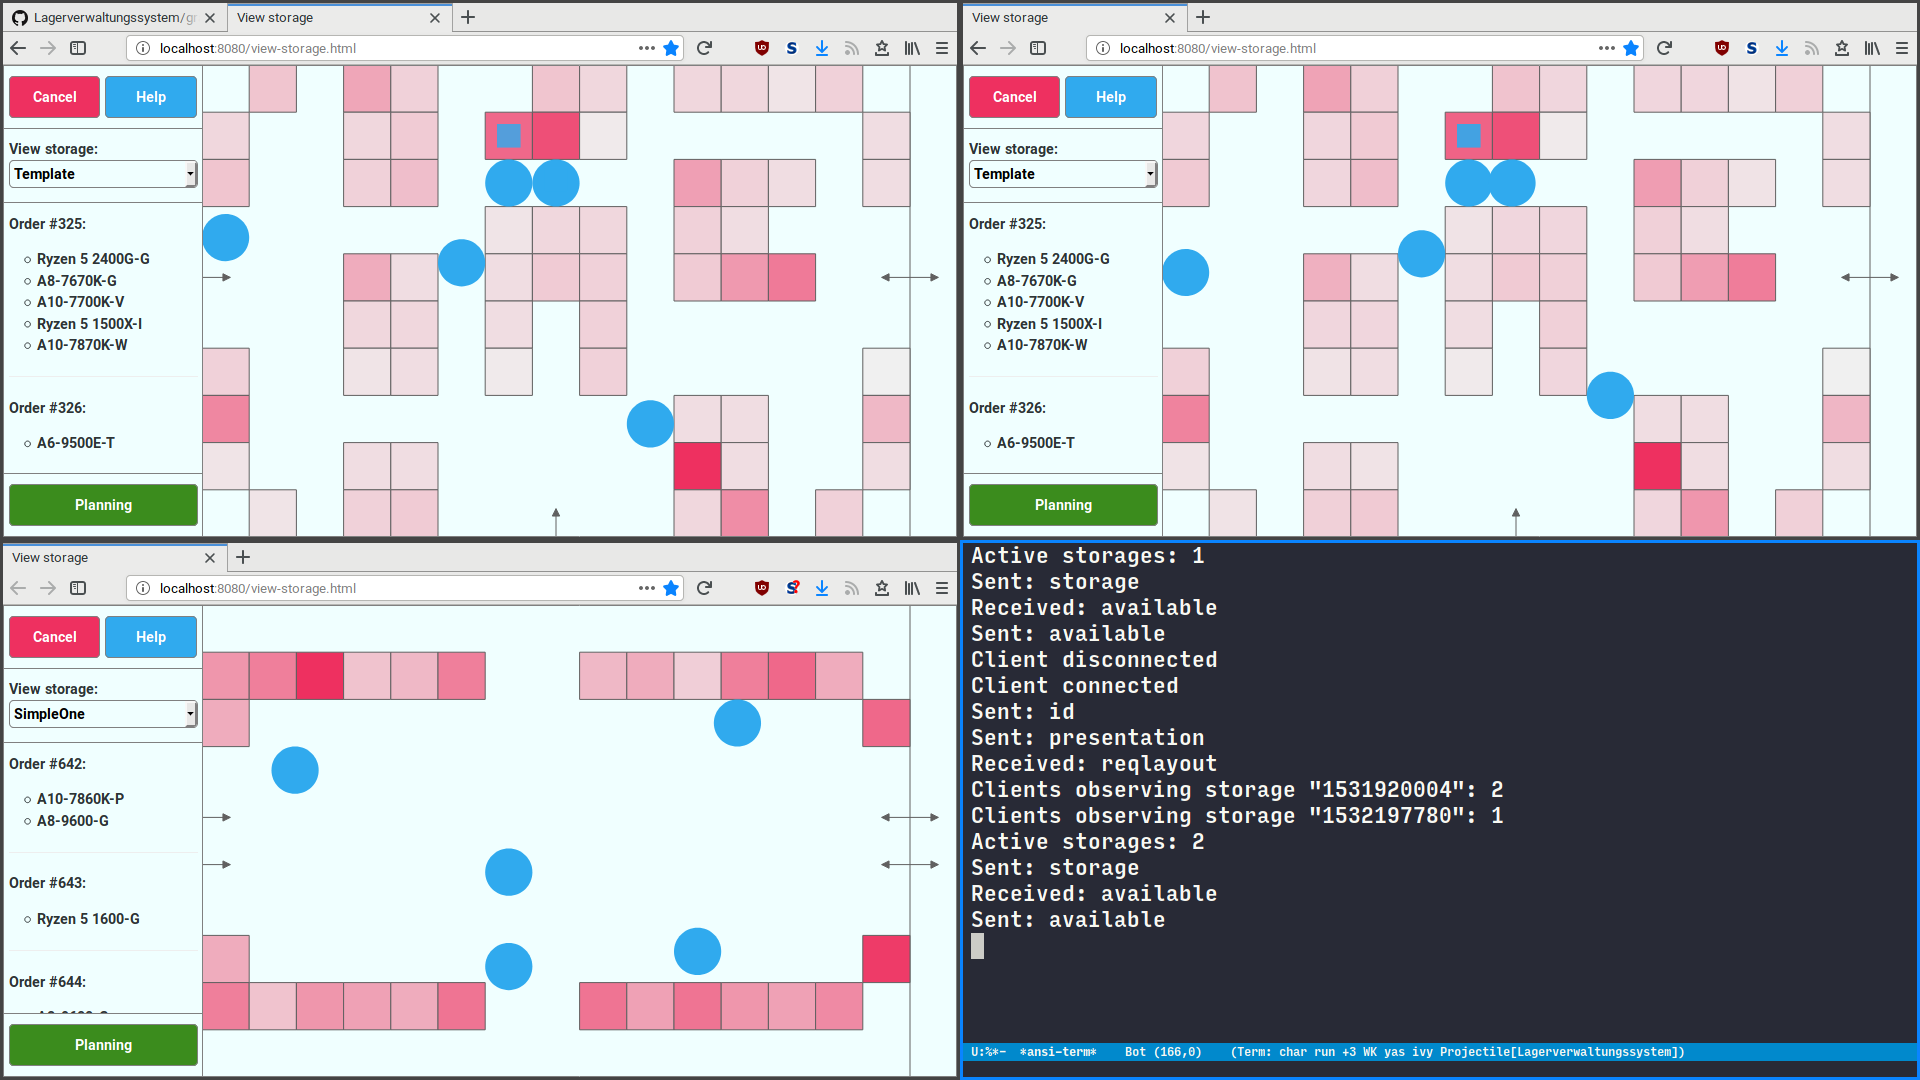 Lagerverwaltungssystem/gr
View storage
localhost:8080/view-storage.html
Cancel
Help
View storage:
Template
Order #325:
Ryzen 5 2400G-G
A8-7670K-G
A10-7700K-V
Ryzen 5 1500X-I
A10-7870K-W
Order #326:
A6-9500E-T
Planning
View storage
localhost:8080/view-storage.html
Cancel
Help
View storage:
Template
Order #325:
Ryzen 5 2400G-G
A8-7670K-G
A10-7700K-V
Ryzen 5 1500X-I
A10-7870K-W
Order #326:
A6-9500E-T
Planning
View storage
localhost:8080/view-storage.html
Cancel
Help
View storage:
SimpleOne
Order #642:
A10-7860K-P
A8-9600-G
Order #643:
Ryzen 5 1600-G
Order #644:
Planning
Active storages: 1
Sent: storage
Received: available
Sent: available
Client disconnected
Client connected
Sent: id
Sent: presentation
Received: reqlayout
Clients observing storage "1531920004": 2
Clients observing storage "1532197780": 1
Active storages: 2
Sent: storage
Received: available
Sent: available
U:%*- *ansi-term* Bot (166,0) (Term: char run +3 WK yas ivy Projectile[Lagerverwaltungssystem])